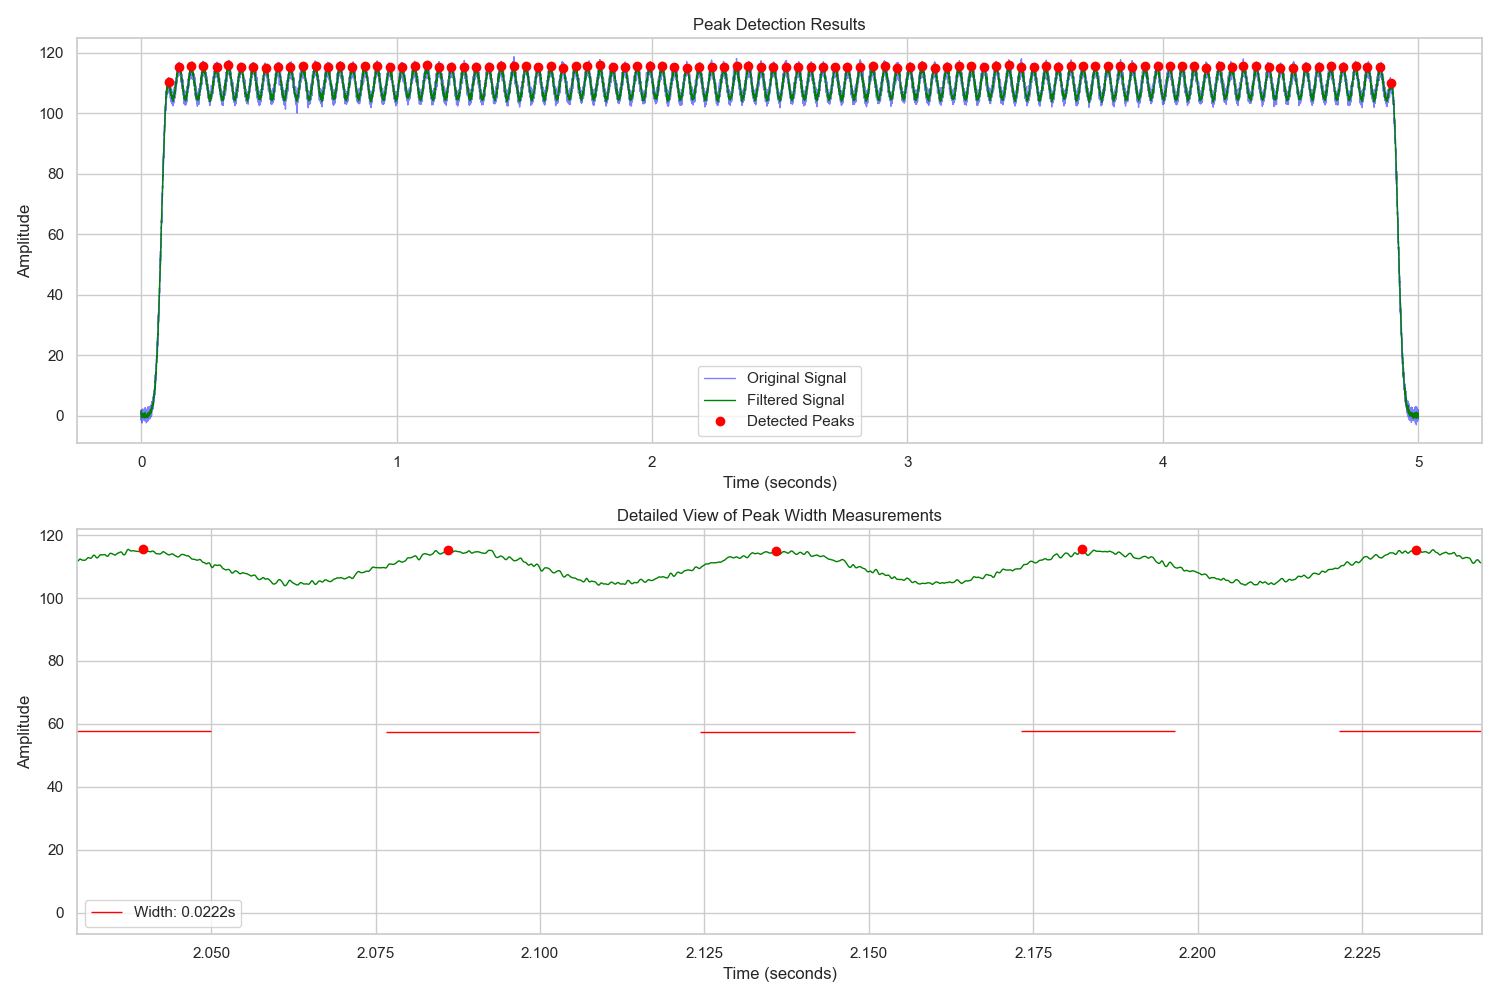 Peak Detection Results
120
100
80
60
40
20
0
Amplitude
Original Signal
Filtered Signal
Detected Peaks
0 1 2 3 4 5
Time (seconds)
Detailed View of Peak Width Measurements
120
100
80
60
40
20
0
Amplitude
Width: 0.0222s
2.050 2.075 2.100 2.125 2.150 2.175 2.200 2.225
Time (seconds)